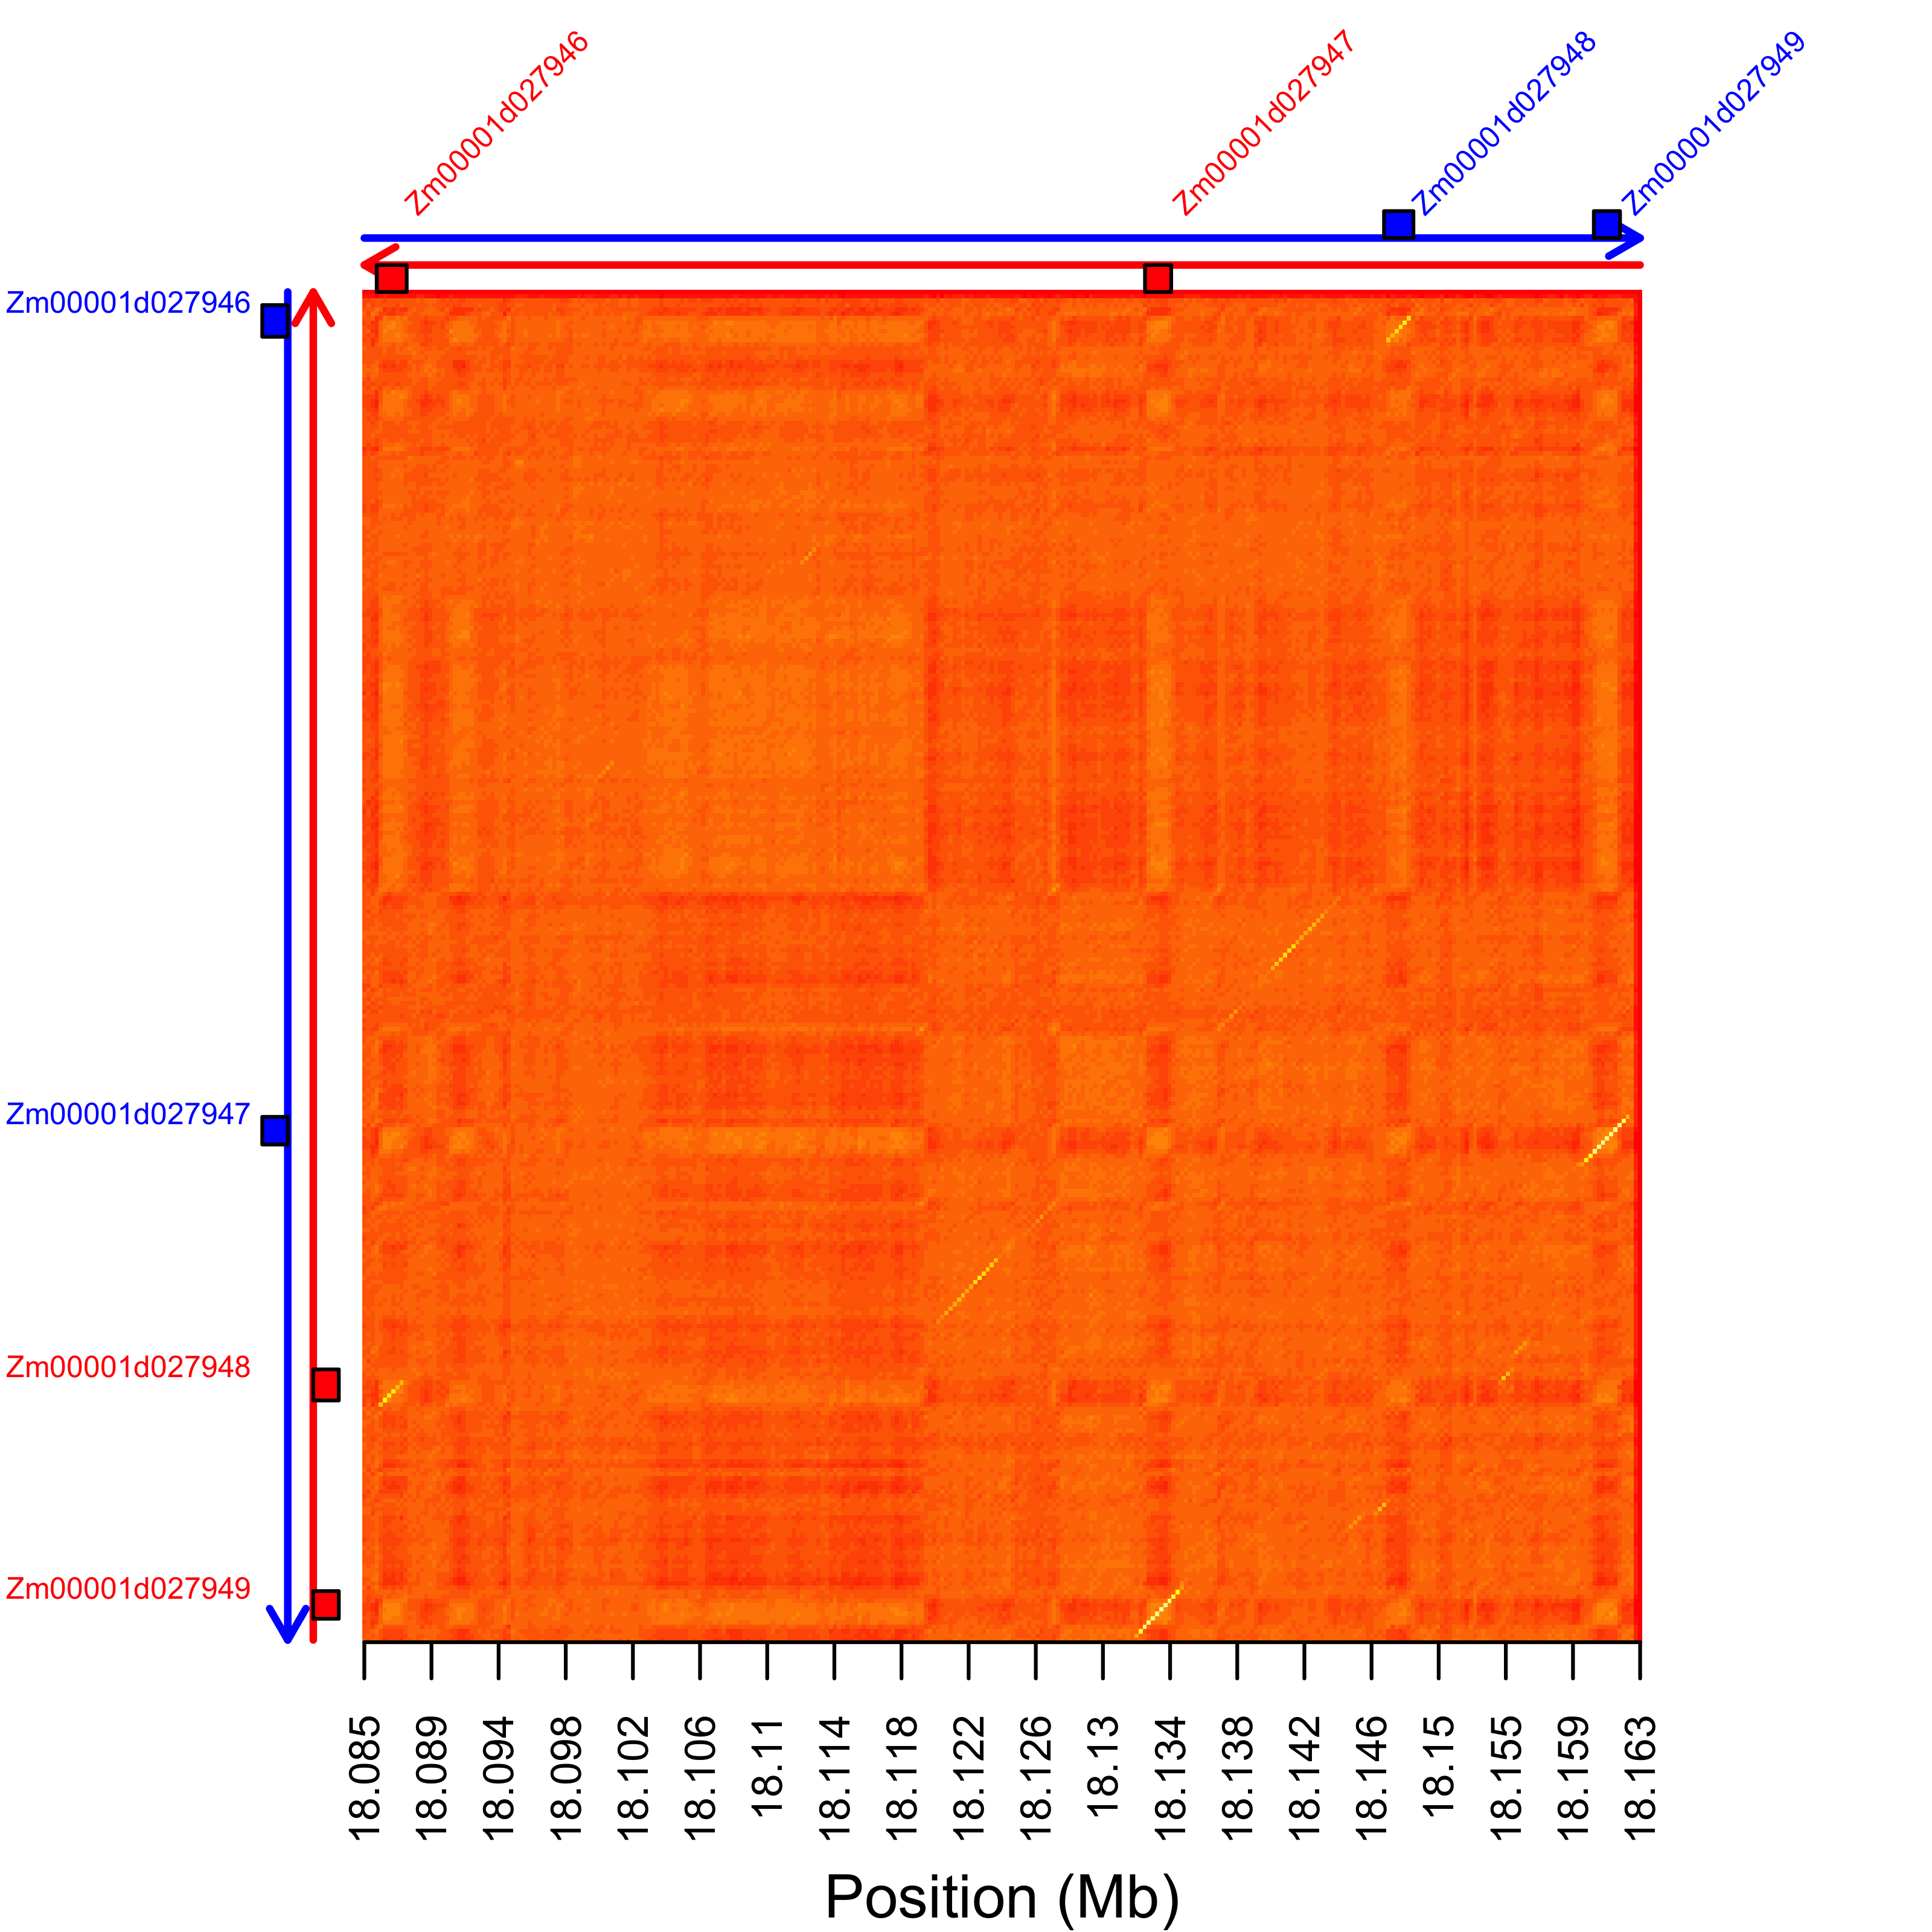 Zm00001d027946
Zm00001d027947
Zm00001d027948
Zm00001d027949
Zm00001d027946
Zm00001d027947
Zm00001d027948
Zm00001d027949
18.085
18.089
18.094
18.098
18.102
18.106
18.11
18.114
18.118
18.122
18.126
18.13
18.134
18.138
18.142
18.146
18.15
18.155
18.159
18.163
Position (Mb)